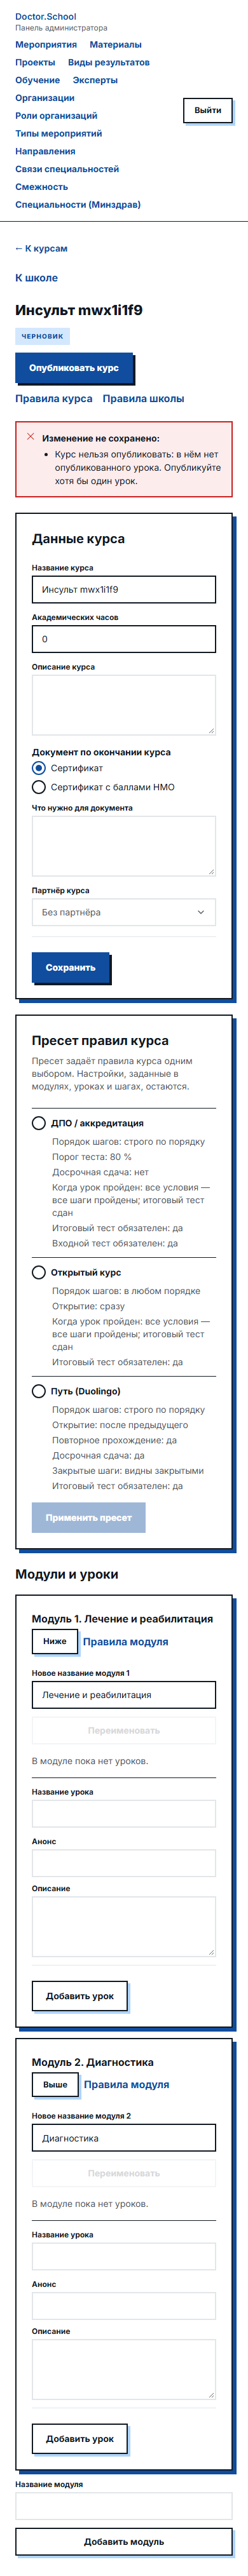 Doctor.School
Панель администратора
Мероприятия Материалы
Проекты Виды результатов
Обучение Эксперты
Организации
Роли организаций
Типы мероприятий
Направления
Связи специальностей
Смежность
Специальности (Минздрав)
Выйти
← К курсам
К школе
Инсульт mwx1i1f9
ЧЕРНОВИК
Опубликовать курс
Правила курса Правила школы
Изменение не сохранено:
• Курс нельзя опубликовать: в нём нет
опубликованного урока. Опубликуйте
хотя бы один урок.
Данные курса
Название курса
Инсульт mwx1i1f9
Академических часов
0
Описание курса
Документ по окончании курса
Сертификат
Сертификат с баллами НМО
Что нужно для документа
Партнёр курса
Без партнёра
Сохранить
Пресет правил курса
Пресет задаёт правила курса одним
выбором. Настройки, заданные в
модулях, уроках и шагах, остаются.
ДПО / аккредитация
Порядок шагов: строго по порядку
Порог теста: 80 %
Досрочная сдача: нет
Когда урок пройден: все условия —
все шаги пройдены; итоговый тест
сдан
Итоговый тест обязателен: да
Входной тест обязателен: да
Открытый курс
Порядок шагов: в любом порядке
Открытие: сразу
Когда урок пройден: все условия —
все шаги пройдены; итоговый тест
сдан
Итоговый тест обязателен: да
Путь (Duolingo)
Порядок шагов: строго по порядку
Открытие: после предыдущего
Повторное прохождение: да
Досрочная сдача: да
Закрытые шаги: видны закрытыми
Итоговый тест обязателен: да
Применить пресет
Модули и уроки
Модуль 1. Лечение и реабилитация
Ниже Правила модуля
Новое название модуля 1
Лечение и реабилитация
Переименовать
В модуле пока нет уроков.
Название урока
Анонс
Описание
Добавить урок
Модуль 2. Диагностика
Выше Правила модуля
Новое название модуля 2
Диагностика
Переименовать
В модуле пока нет уроков.
Название урока
Анонс
Описание
Добавить урок
Название модуля
Добавить модуль